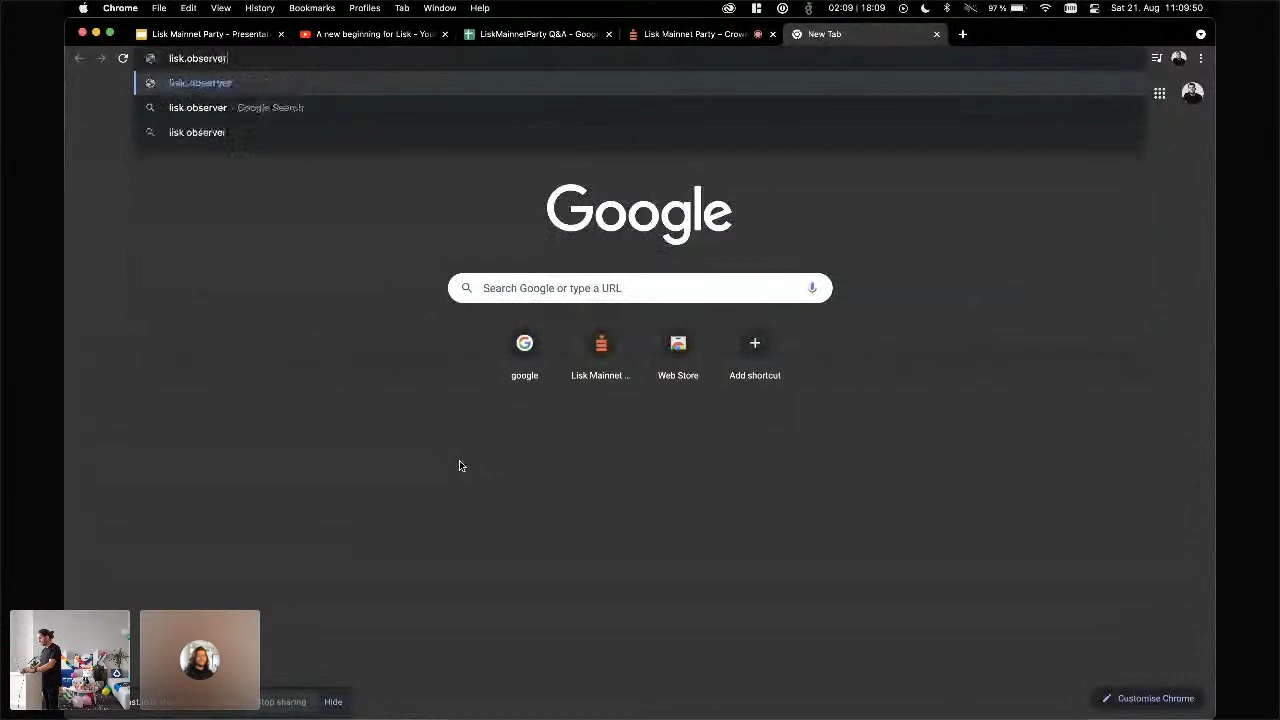 Chrome File Edit View History Bookmarks Profiles Tab Window Help 02:09 | 18:09 97 % Sat 21. Aug 11:09:50
Lisk Mainnet Party - Presentat
A new beginning for Lisk - You
LiskMainnetParty Q&A - Googl
Lisk Mainnet Party – Crow
New Tab
lisk.observer
lisk.observer
lisk.observer - Google Search
lisk observer
Google
Search Google or type a URL
google
Lisk Mainnet ...
Web Store
Add shortcut
Stop sharing Hide
Customise Chrome